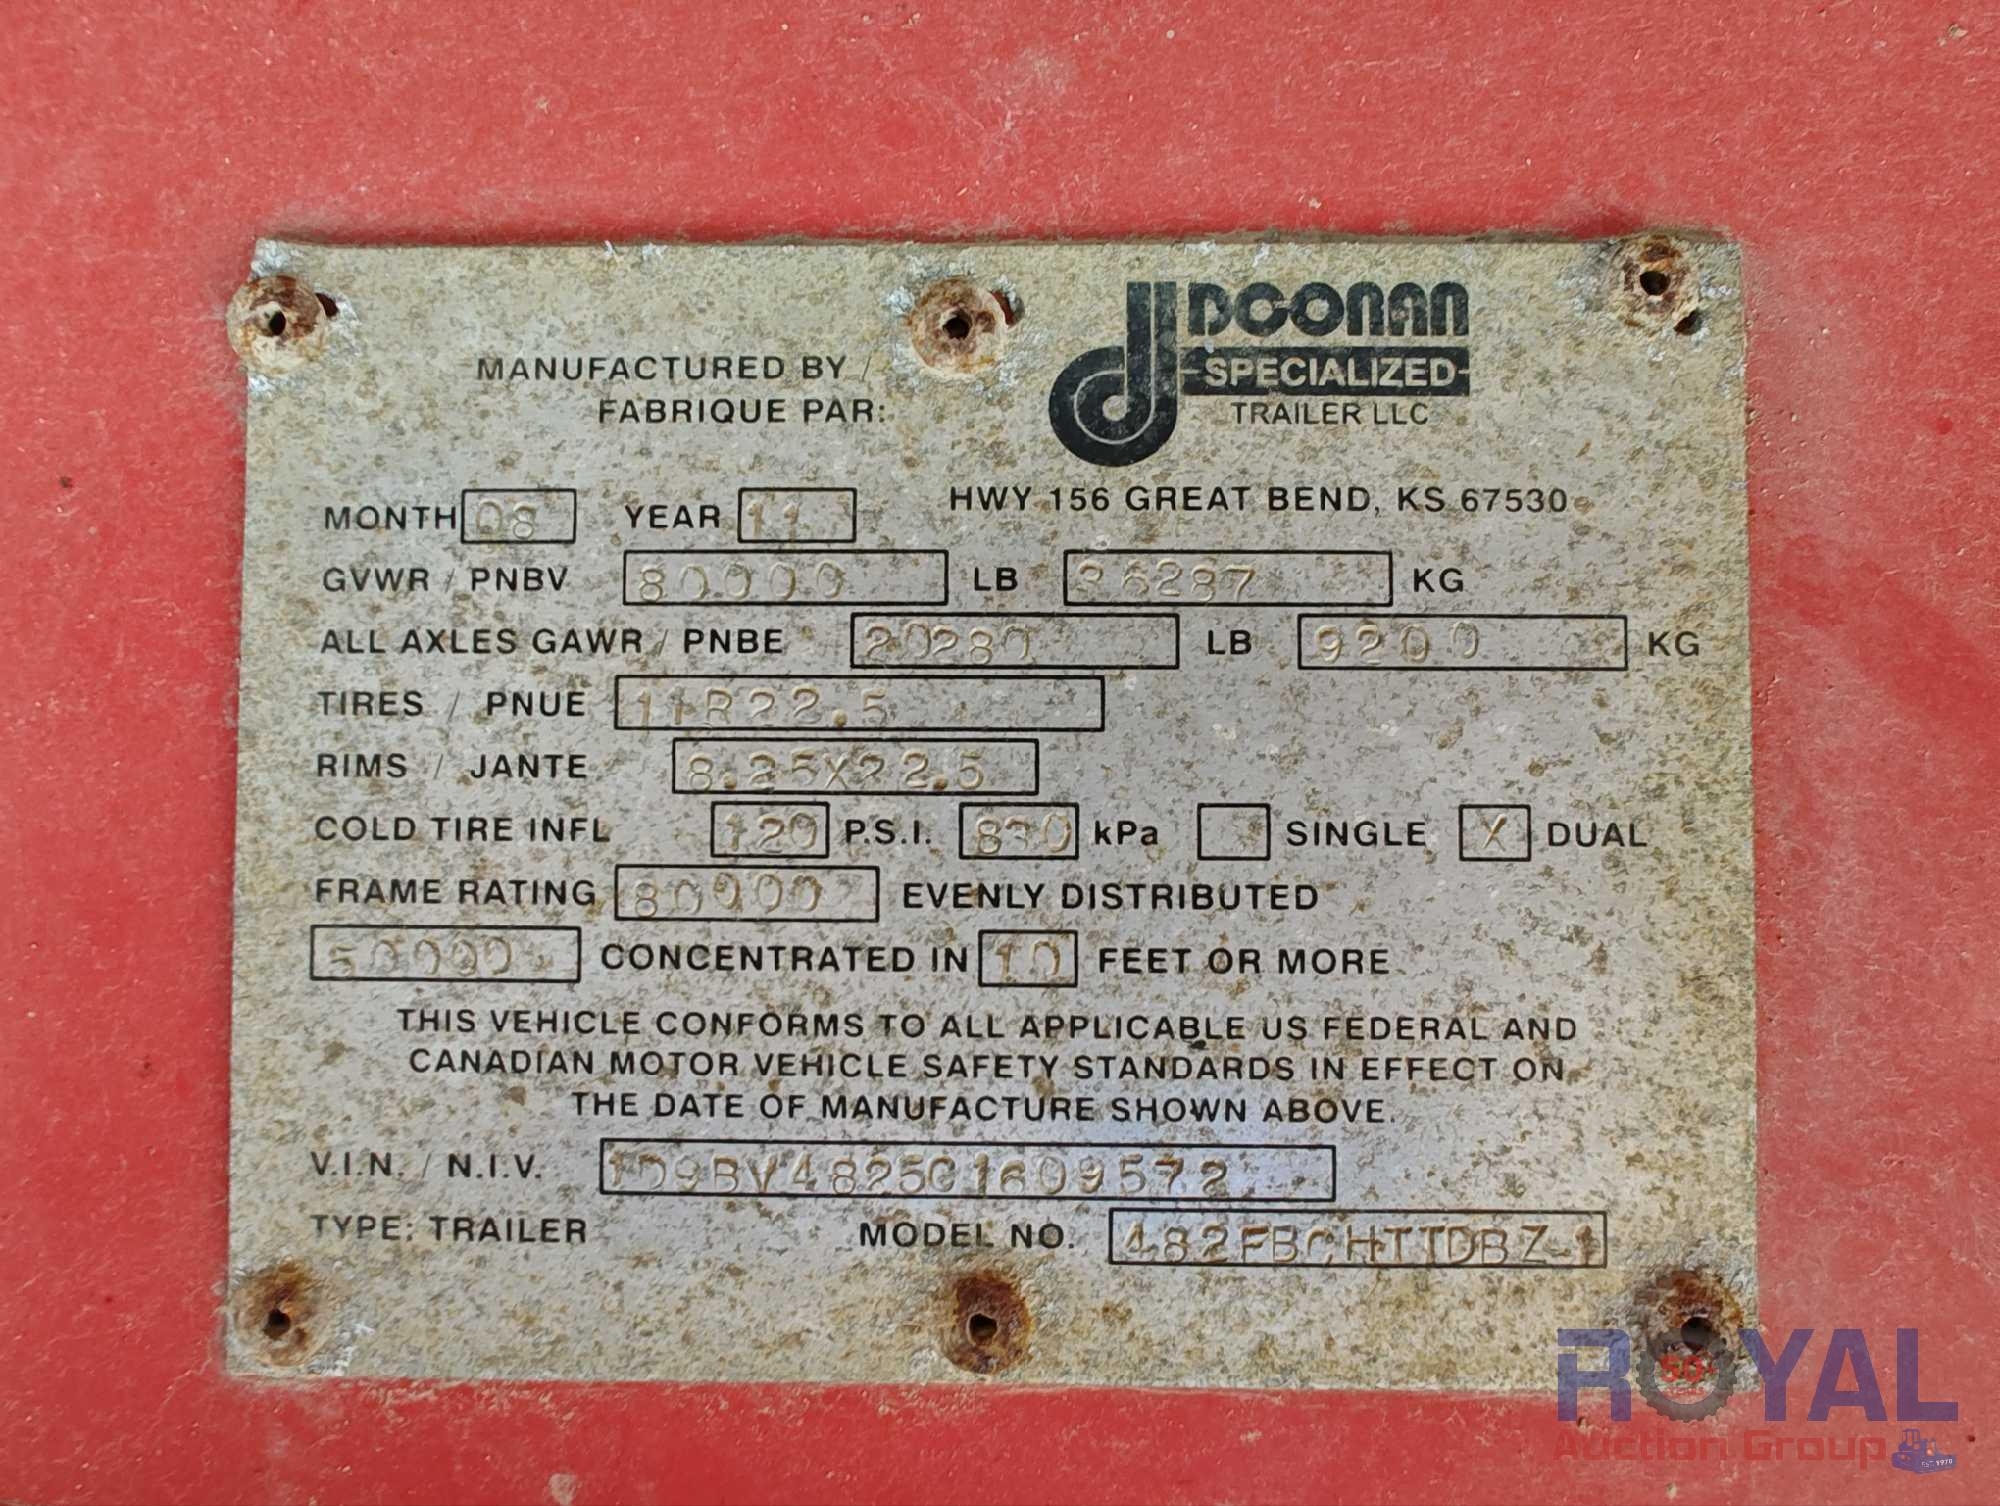 MANUFACTURED BY /
FABRIQUE PAR:
DOONAN
SPECIALIZED
TRAILER LLC
HWY 156 GREAT BEND, KS 67530
MONTH 08 YEAR 11
GVWR / PNBV 80000 LB 36287 KG
ALL AXLES GAWR / PNBE 20280 LB 9200 KG
TIRES / PNUE 11R22.5
RIMS / JANTE 8.25X22.5
COLD TIRE INFL 120 P.S.I. 830 kPa SINGLE X DUAL
FRAME RATING 80000 EVENLY DISTRIBUTED
50000 CONCENTRATED IN 10 FEET OR MORE
THIS VEHICLE CONFORMS TO ALL APPLICABLE US FEDERAL AND
CANADIAN MOTOR VEHICLE SAFETY STANDARDS IN EFFECT ON
THE DATE OF MANUFACTURE SHOWN ABOVE.
V.I.N. / N.I.V. 1D9BV4825C1609572
TYPE: TRAILER MODEL NO. 482FBCHTTDBZ-1
ROYAL
Auction Group
EST. 1970